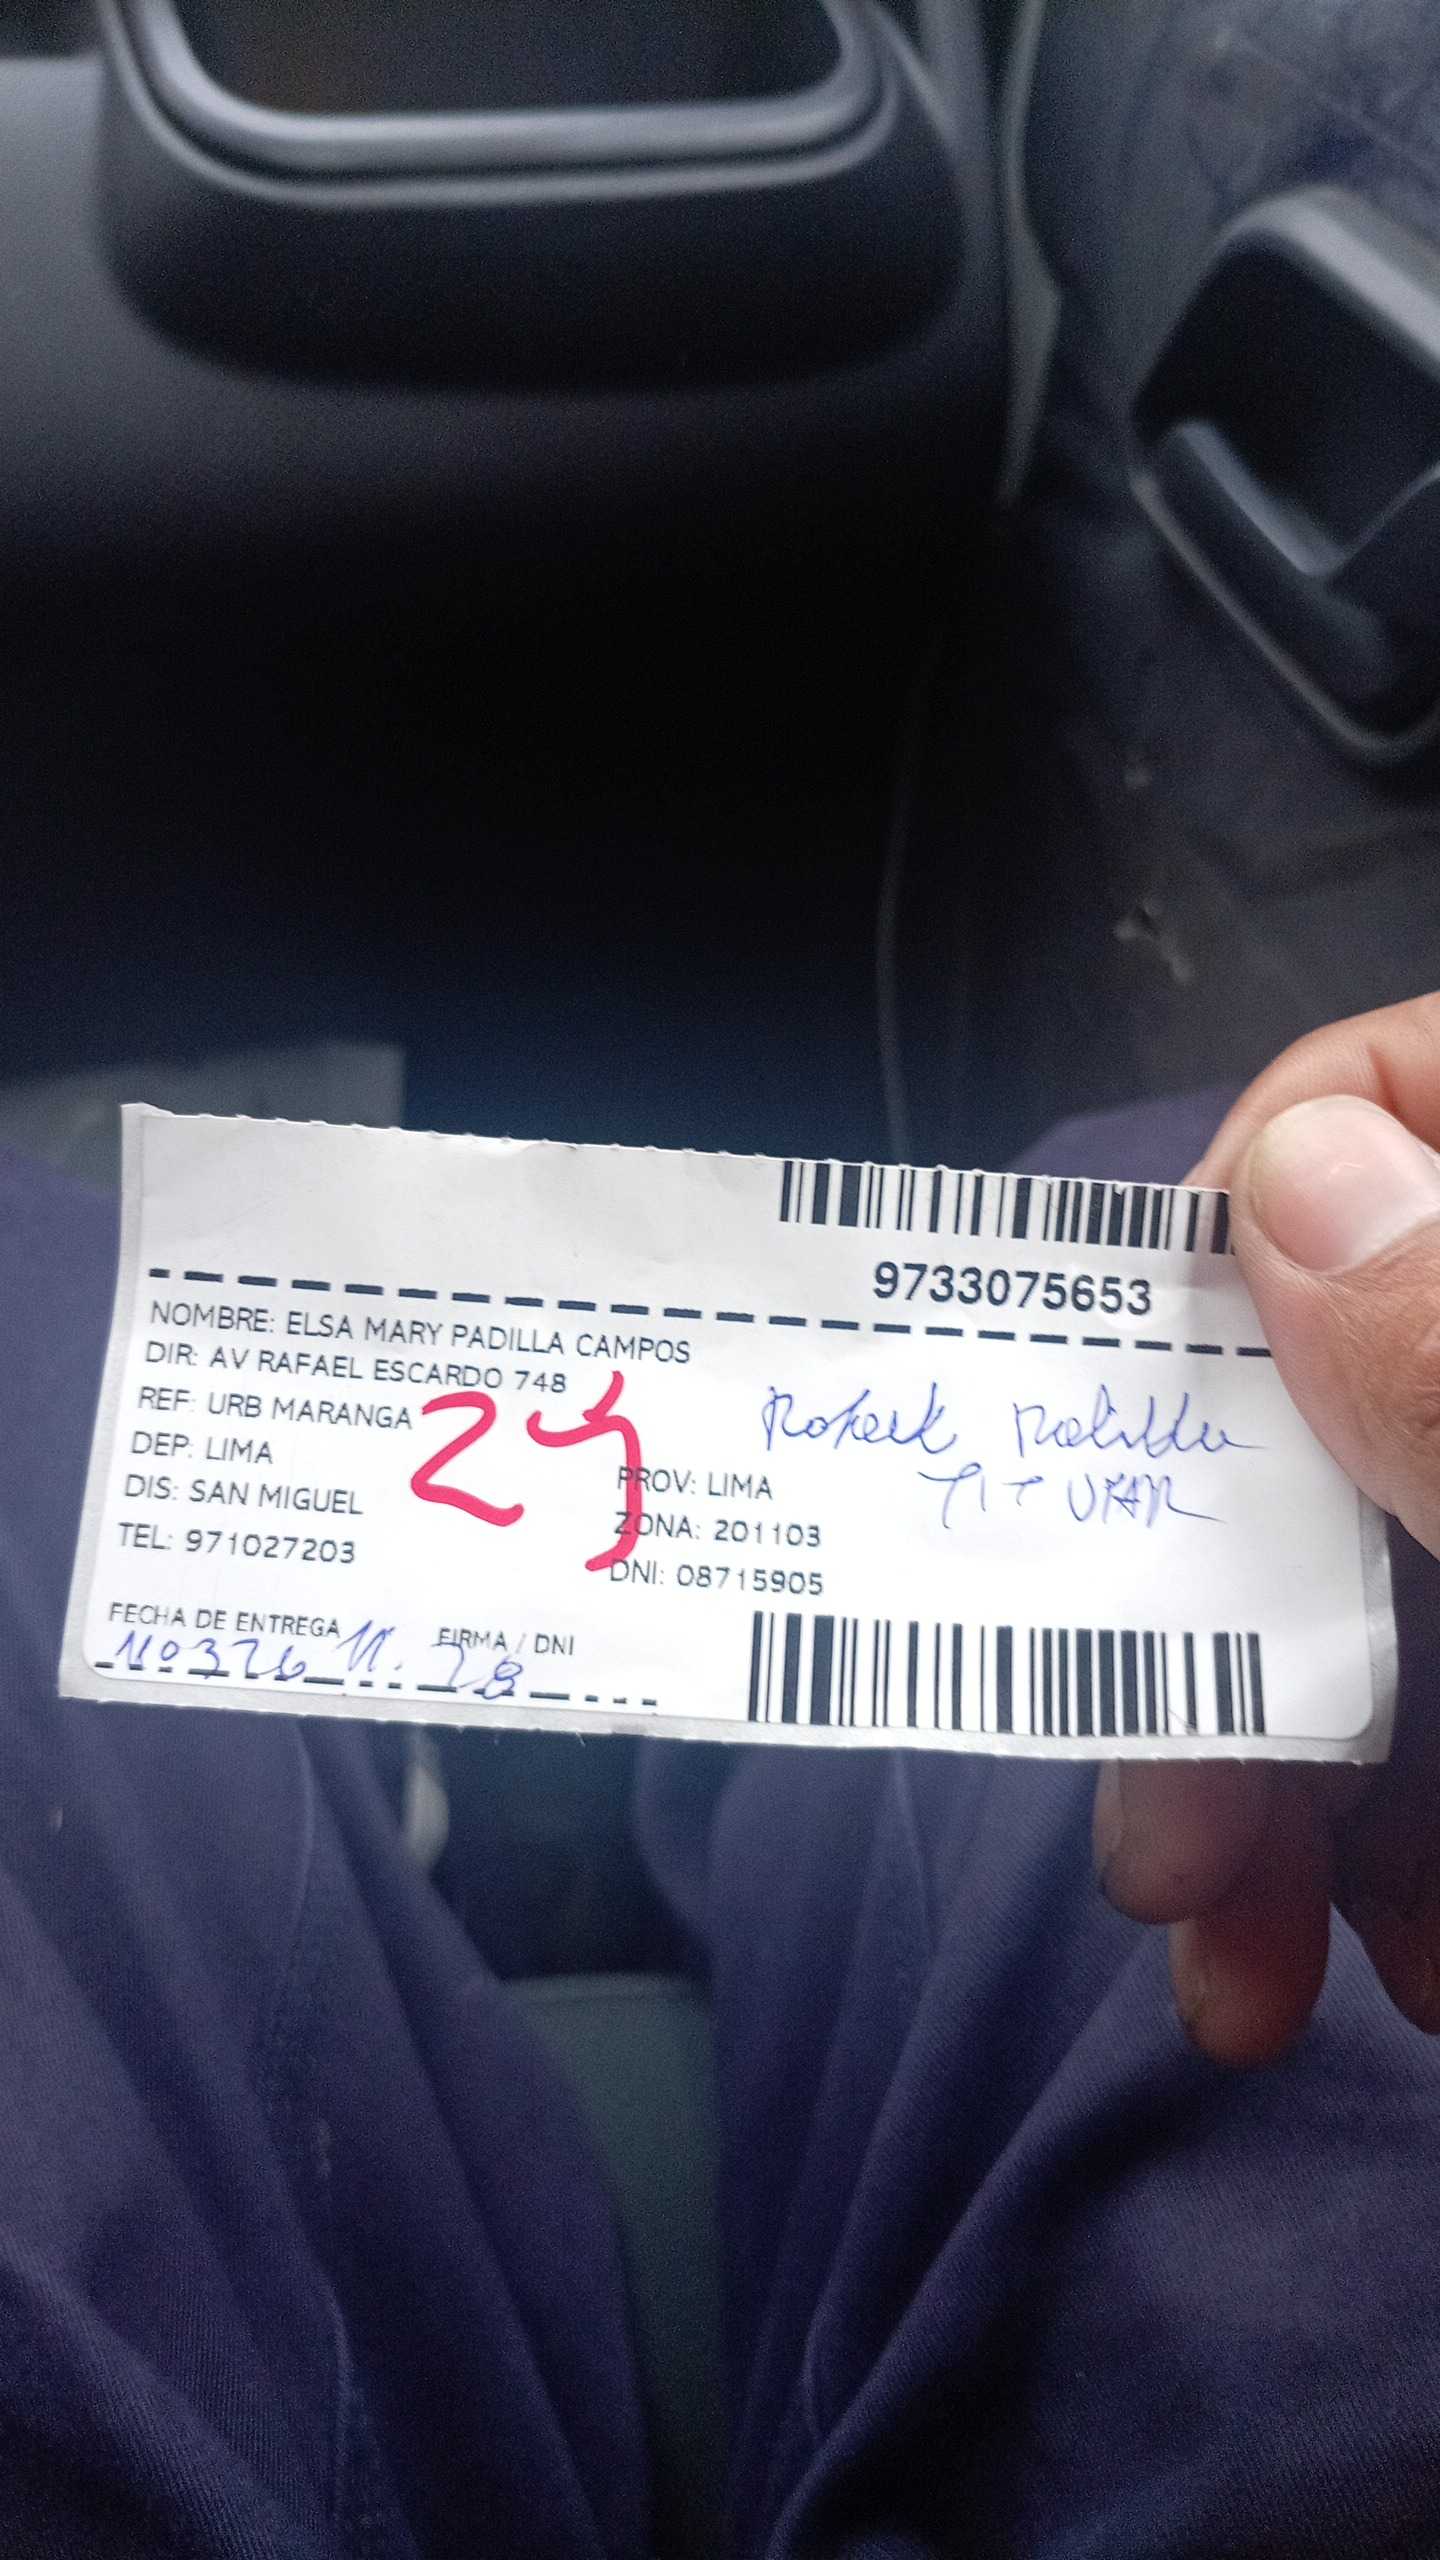 9733075653
NOMBRE: ELSA MARY PADILLA CAMPOS
DIR: AV RAFAEL ESCARDO 748
REF: URB MARANGA
DEP: LIMA
PROV: LIMA
DIS: SAN MIGUEL
ZONA: 201103
TEL: 971027203
DNI: 08715905
FECHA DE ENTREGA
FIRMA / DNI